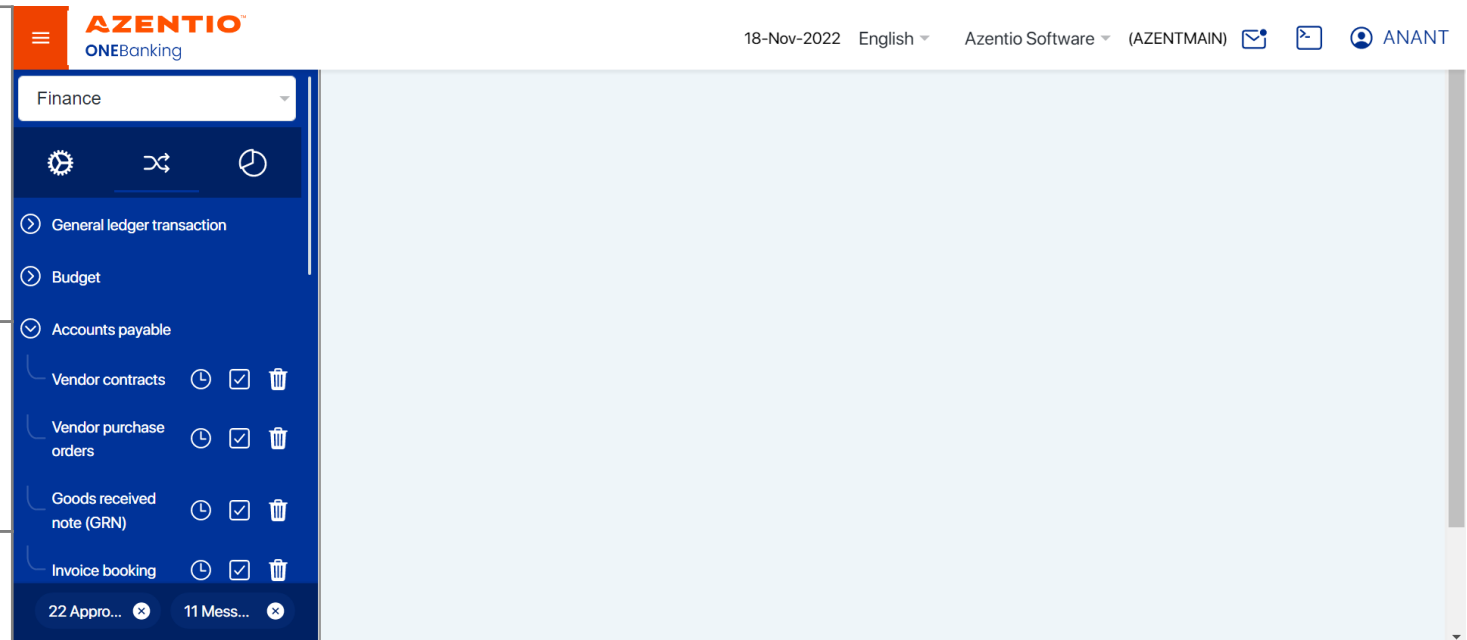 AZENTIO™
ONEBanking
18-Nov-2022 English Azentio Software (AZENTMAIN) ANANT
Finance
General ledger transaction
Budget
Accounts payable
Vendor contracts
Vendor purchase
orders
Goods received
note (GRN)
Invoice booking
22 Appro... 11 Mess...